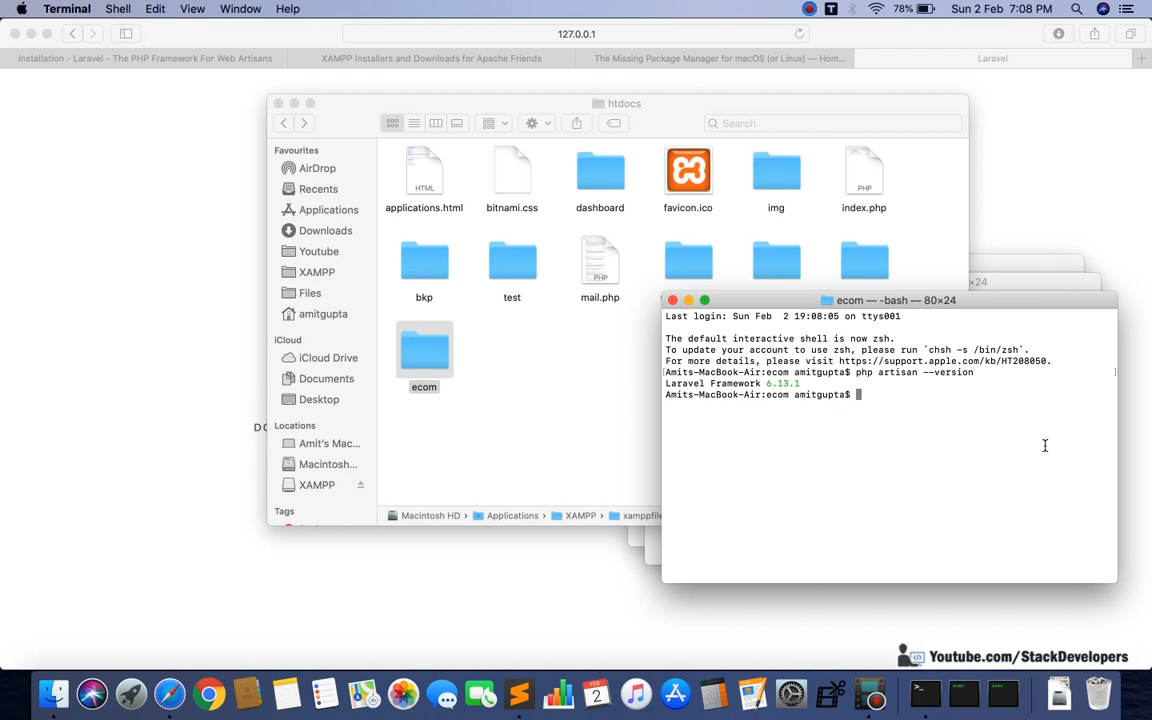 Terminal Shell Edit View Window Help 78% Sun 2 Feb 7:08 PM
127.0.0.1
Installation - Laravel - The PHP Framework For Web Artisans XAMPP Installers and Downloads for Apache Friends The Missing Package Manager for macOS (or Linux) — Hom... Laravel
htdocs
Search
Favourites
AirDrop
Recents
Applications
Downloads
Youtube
XAMPP
Files
amitgupta
iCloud
iCloud Drive
Documents
Desktop
Locations
Amit's Mac...
Macintosh...
XAMPP
Tags
HTML PHP
applications.html bitnami.css dashboard favicon.ico img index.php
PHP
bkp test mail.php
ecom
Macintosh HD › Applications › XAMPP › xamppfile
DO
×24
ecom — -bash — 80×24
Last login: Sun Feb 2 19:08:05 on ttys001
The default interactive shell is now zsh.
To update your account to use zsh, please run `chsh -s /bin/zsh`.
For more details, please visit https://support.apple.com/kb/HT208050.
[Amits-MacBook-Air:ecom amitgupta$ php artisan --version ]
Laravel Framework 6.13.1
Amits-MacBook-Air:ecom amitgupta$
Youtube.com/StackDevelopers
FEB
2